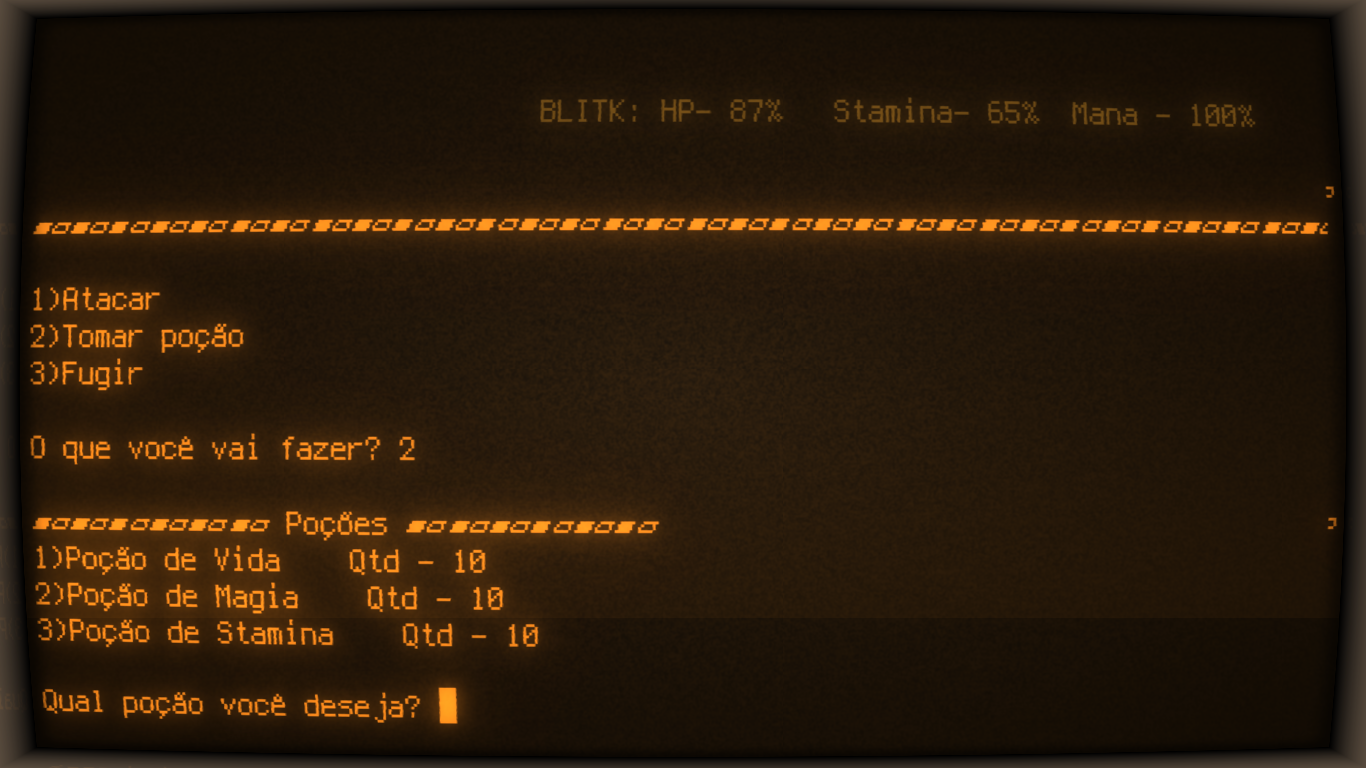 BLITK: HP- 87% Stamina- 65% Mana - 100%
▰▱▰▱▰▱▰▱▰▱▰▱▰▱▰▱▰▱▰▱▰▱▰▱▰▱▰▱▰▱▰▱▰▱▰▱▰▱▰▱▰▱▰▱▰▱▰▱▰▱▰▱▰▱▰▱▰▱▰▱▰▱▰
1)Atacar
2)Tomar poção
3)Fugir
O que você vai fazer? 2
▰▱▰▱▰▱▰▱▰▱▰▱ Poções ▰▱▰▱▰▱▰▱▰▱▰▱
1)Poção de Vida Qtd - 10
2)Poção de Magia Qtd - 10
3)Poção de Stamina Qtd - 10
Qual poção você deseja?